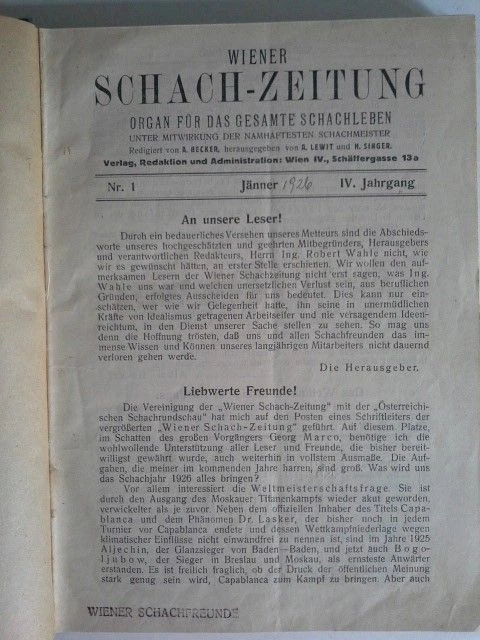 WIENER
SCHACH-ZEITUNG
ORGAN FÜR DAS GESAMTE SCHACHLEBEN
UNTER MITWIRKUNG DER NAMHAFTESTEN SCHACHMEISTER
Redigiert von A. BECKER, herausgegeben von A. LEWIT und H. SINGER.
Verlag, Redaktion und Administration: Wien IV., Schäffergasse 13a
Nr. 1 Jänner 1926 IV. Jahrgang
An unsere Leser!
Durch ein bedauerliches Versehen unseres Metteurs sind die Abschieds-
worte unseres hochgeschätzten und geehrten Mitbegründers, Herausgebers
und verantwortlichen Redakteurs, Herrn Ing. Robert Wahle nicht, wie
wir es gewünscht hätten, an erster Stelle erschienen. Wir wollen den auf-
merksamen Lesern der Wiener Schachzeitung nicht erst sagen, was Ing.
Wahle uns war und welchen unersetzlichen Verlust sein, aus beruflichen
Gründen, erfolgtes Ausscheiden für uns bedeutet. Dies kann nur ein-
schätzen, wer wie wir Gelegenheit hatte, ihn seine in unermüdlichen
Kräfte von Idealismus getragenen Arbeitseifer und nie versagendem Ideen-
reichtum, in den Dienst unserer Sache stellen zu sehen. So mag uns
denn die Hoffnung trösten, daß uns und allen Schachfreunden das im-
mense Wissen und Können unseres langjährigen Mitarbeiters nicht dauernd
verloren gehen werde.
Die Herausgeber.
Liebwerte Freunde!
Die Vereinigung der „Wiener Schach-Zeitung“ mit der „Österreichi-
schen Schachrundschau“ hat mich auf den Posten eines Schriftleiters der
vergrößerten „Wiener Schach-Zeitung“ geführt. Auf diesem Platze,
im Schatten des großen Vorgängers Georg Marco, benötige ich die
wohlwollende Unterstützung aller Leser und Freunde, die bisher bereit-
willigst gewährt wurde, auch weiterhin in vollstem Ausmaße. Die Auf-
gaben, die meiner im kommenden Jahre harren, sind groß. Was wird uns
das Schachjahr 1926 alles bringen?
Vor allem interessiert die Weltmeisterschaftsfrage. Sie ist
durch den Ausgang des Moskauer Titanenkampfs wieder akut geworden,
verwickelter als je zuvor. Neben dem offiziellen Inhaber des Titels Capa-
blanca und dem Phänomen Dr. Lasker, der bisher noch in jedem
Turnier vor Capablanca endete und dessen Wettkampfniederlage wegen
klimatischer Einflüsse nicht einwandfrei zu nennen ist, sind im Jahre 1925
Aljechin, der Glanzsieger von Baden—Baden, und jetzt auch Bogo-
ljubow, der Sieger in Breslau und Moskau, als ernsteste Anwärter
erstanden. Es ist freilich fraglich, ob der Druck der öffentlichen Meinung
stark genug sein wird, Capablanca zum Kampf zu bringen. Aber auch
WIENER SCHACHFREUNDE